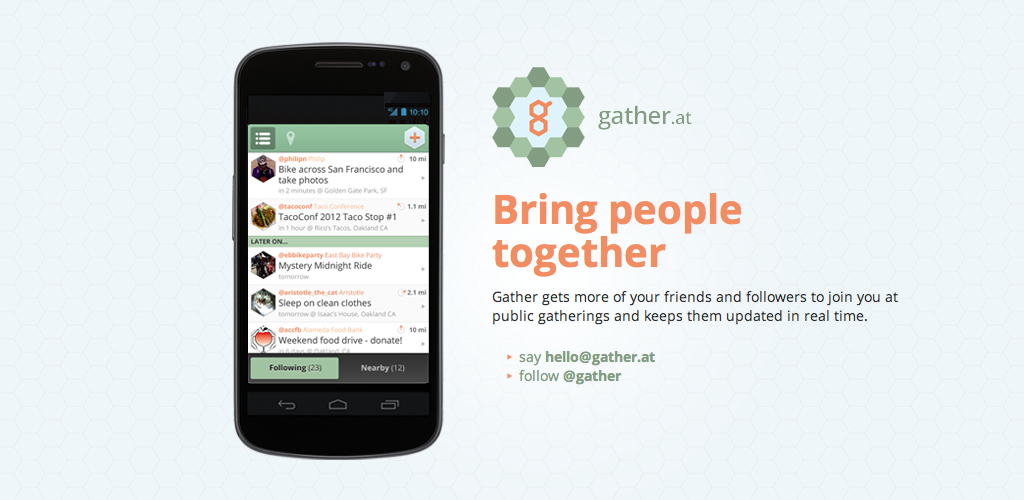 10:10
@philipn Philip 10 mi
Bike across San Francisco and
take photos
in 2 minutes @ Golden Gate Park, SF
@tacoconf Taco Conference 1.1 mi
TacoConf 2012 Taco Stop #1
in 1 hour @ Rico's Tacos, Oakland CA
LATER ON...
@ebbikeparty East Bay Bike Party
Mystery Midnight Ride
tomorrow
@aristotle_the_cat Aristotle 2.1 mi
Sleep on clean clothes
tomorrow @ Isaac's House, Oakland CA
@accfb Alameda Food Bank 10 mi
Weekend food drive - donate!
in 6 days @ Oakland, CA
Following (23) Nearby (12)
g
gather.at
Bring people
together
Gather gets more of your friends and followers to join you at
public gatherings and keeps them updated in real time.
say hello@gather.at
follow @gather